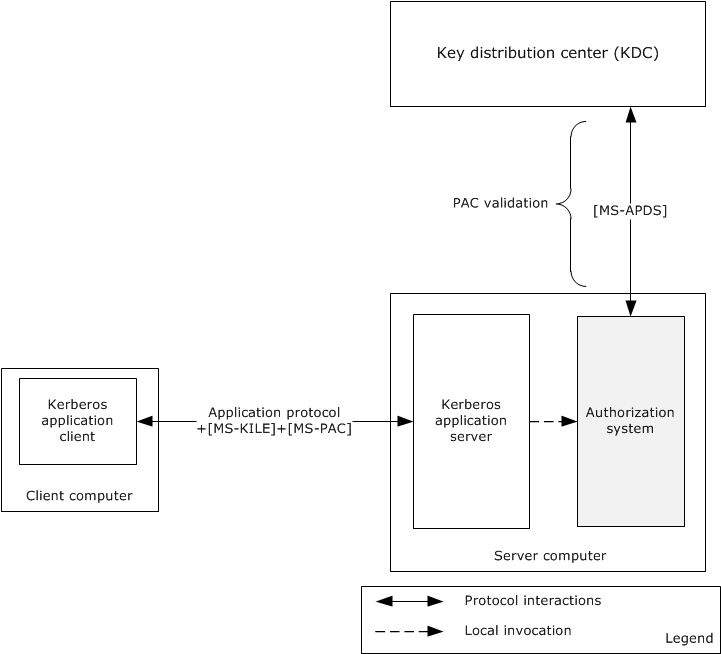 Key distribution center (KDC)
PAC validation
[MS-APDS]
Kerberos
application
client
Client computer
Application protocol
+[MS-KILE]+[MS-PAC]
Kerberos
application
server
Authorization
system
Server computer
Protocol interactions
Local invocation
Legend